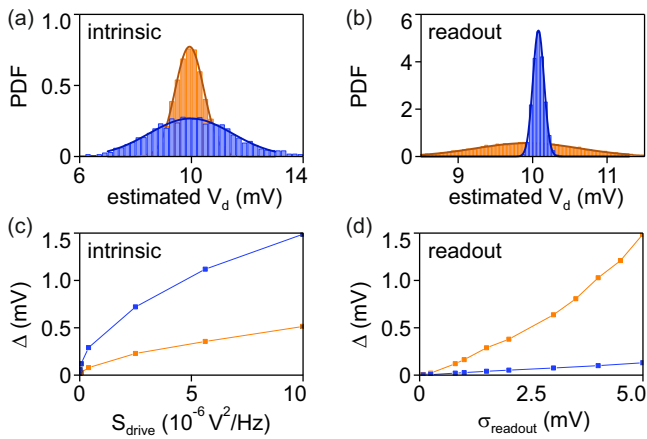 (a) intrinsic
PDF
1.0
0.5
0
6 10 14
estimated V_d (mV)
(b) readout
PDF
6
4
2
0
9 10 11
estimated V_d (mV)
(c) intrinsic
Δ (mV)
1.5
1.0
0.5
0
0 5 10
S_drive (10^-6 V^2/Hz)
(d) readout
Δ (mV)
1.5
1.0
0.5
0
0 2.5 5.0
σ_readout (mV)